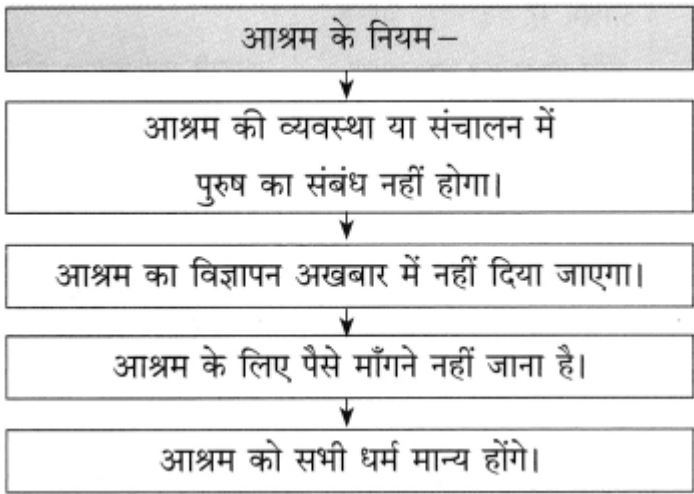 आश्रम के नियम–
आश्रम की व्यवस्था या संचालन में
पुरुष का संबंध नहीं होगा।
आश्रम का विज्ञापन अखबार में नहीं दिया जाएगा।
आश्रम के लिए पैसे माँगने नहीं जाना है।
आश्रम को सभी धर्म मान्य होंगे।